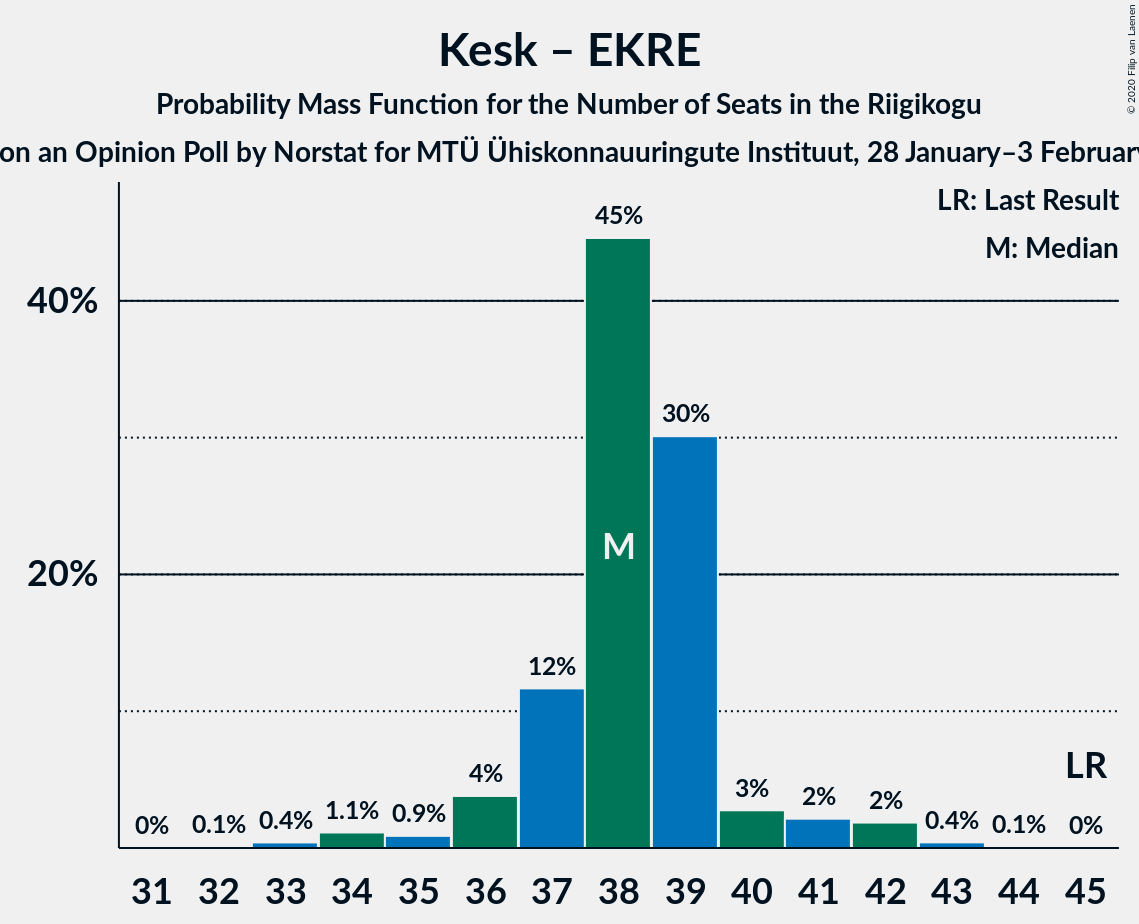 Kesk – EKRE
Probability Mass Function for the Number of Seats in the Riigikogu
on an Opinion Poll by Norstat for MTÜ Ühiskonnauuringute Instituut, 28 January–3 February
© 2020 Filip van Laenen
LR: Last Result
M: Median
45%
40%
30%
M
20%
12%
LR
4%
3%
2%
2%
1.1%
0.9%
0.4%
0.4%
0%
0.1%
0.1%
0%
31 32 33 34 35 36 37 38 39 40 41 42 43 44 45